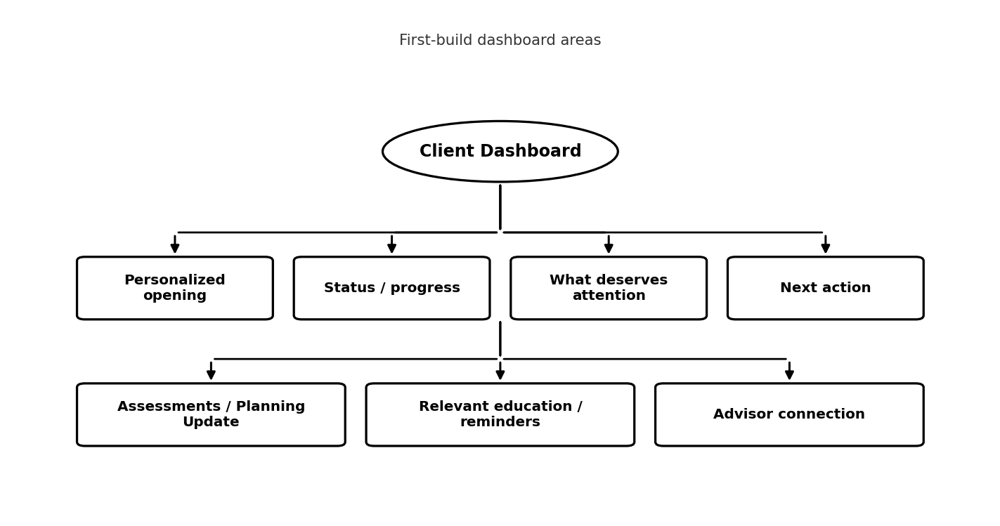 First-build dashboard areas
Client Dashboard
Personalized
opening
Status / progress
What deserves
attention
Next action
Assessments / Planning
Update
Relevant education /
reminders
Advisor connection